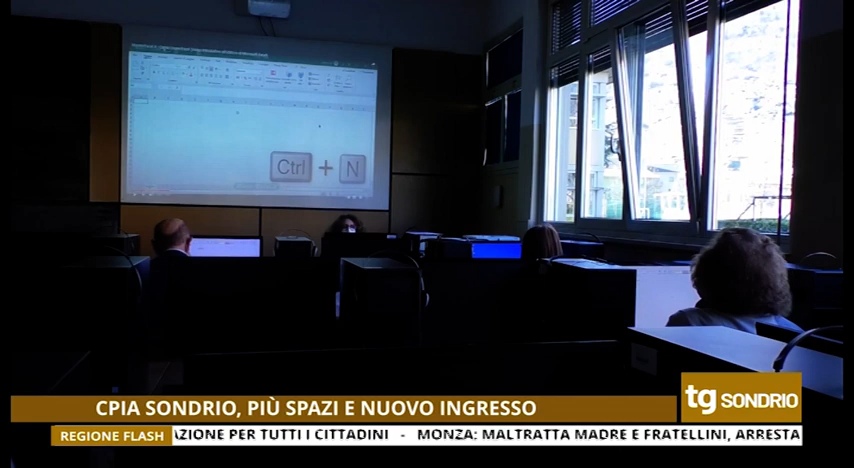 Ctrl + N
CPIA SONDRIO, PIÙ SPAZI E NUOVO INGRESSO
tg SONDRIO
REGIONE FLASH
AZIONE PER TUTTI I CITTADINI - MONZA: MALTRATTA MADRE E FRATELLINI, ARRESTA